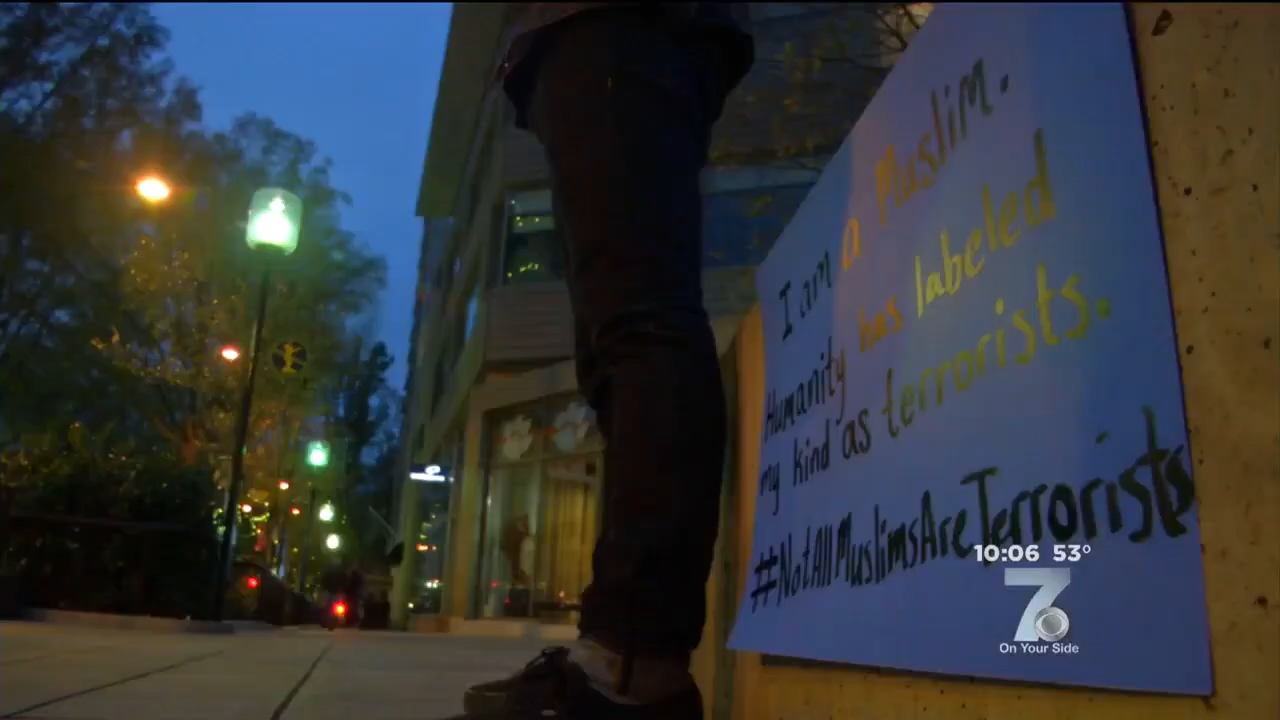 I am a Muslim.
Humanity has labeled
my kind as terrorists.
#NotAllMuslimsAreTerrorists
10:06 53°
7
On Your Side